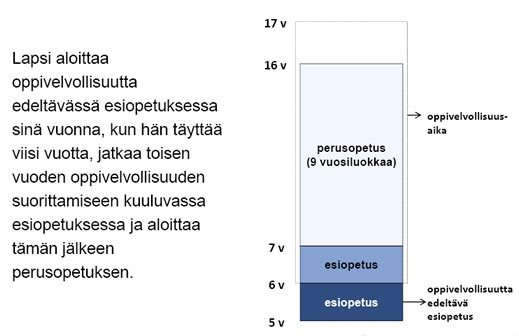 Lapsi aloittaa
oppivelvollisuutta
edeltävässä esiopetuksessa
sinä vuonna, kun hän täyttää
viisi vuotta, jatkaa toisen
vuoden oppivelvollisuuden
suorittamiseen kuuluvassa
esiopetuksessa ja aloittaa
tämän jälkeen
perusopetuksen.
17 v
16 v
oppivelvollisuus-
aika
perusopetus
(9 vuosiluokkaa)
7 v
esiopetus
6 v
esiopetus
oppivelvollisuutta
edeltävä
esiopetus
5 v